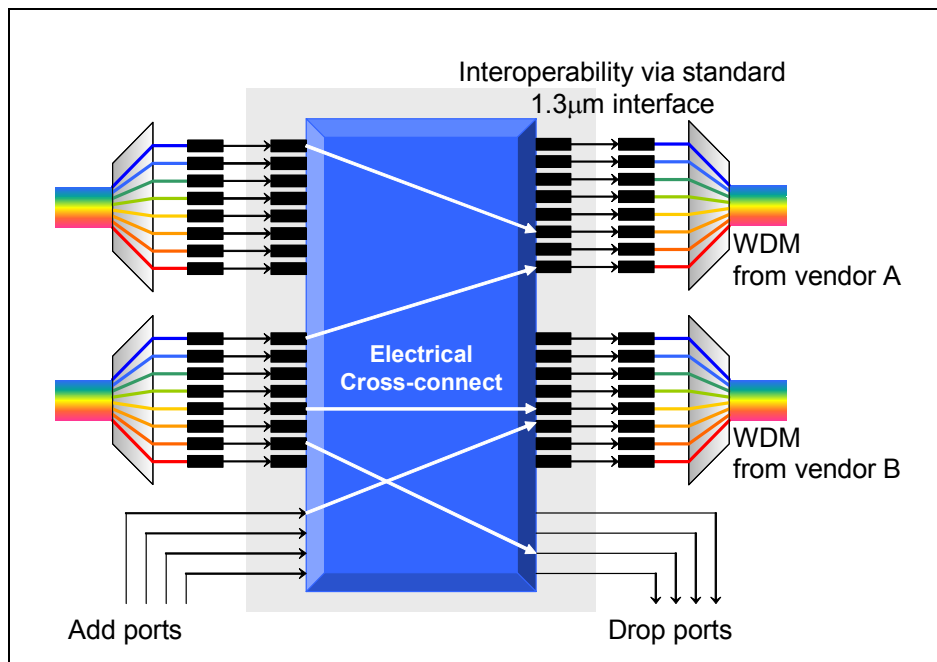 Interoperability via standard
1.3μm interface
WDM
from vendor A
Electrical
Cross-connect
WDM
from vendor B
Add ports
Drop ports